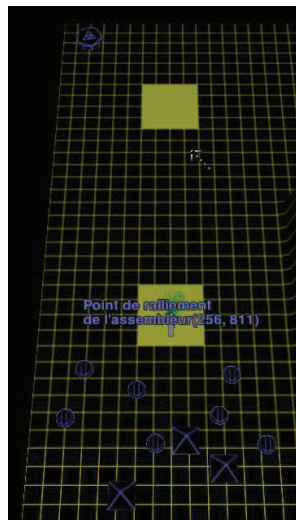 Point de ralliement
de l'assembleur(256, 811)